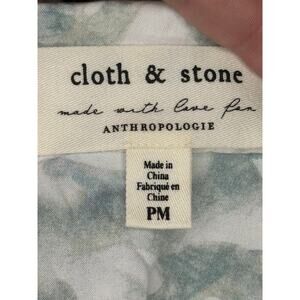 cloth & stone
made with love for
ANTHROPOLOGIE
Made in
China
Fabriqué en
Chine
PM